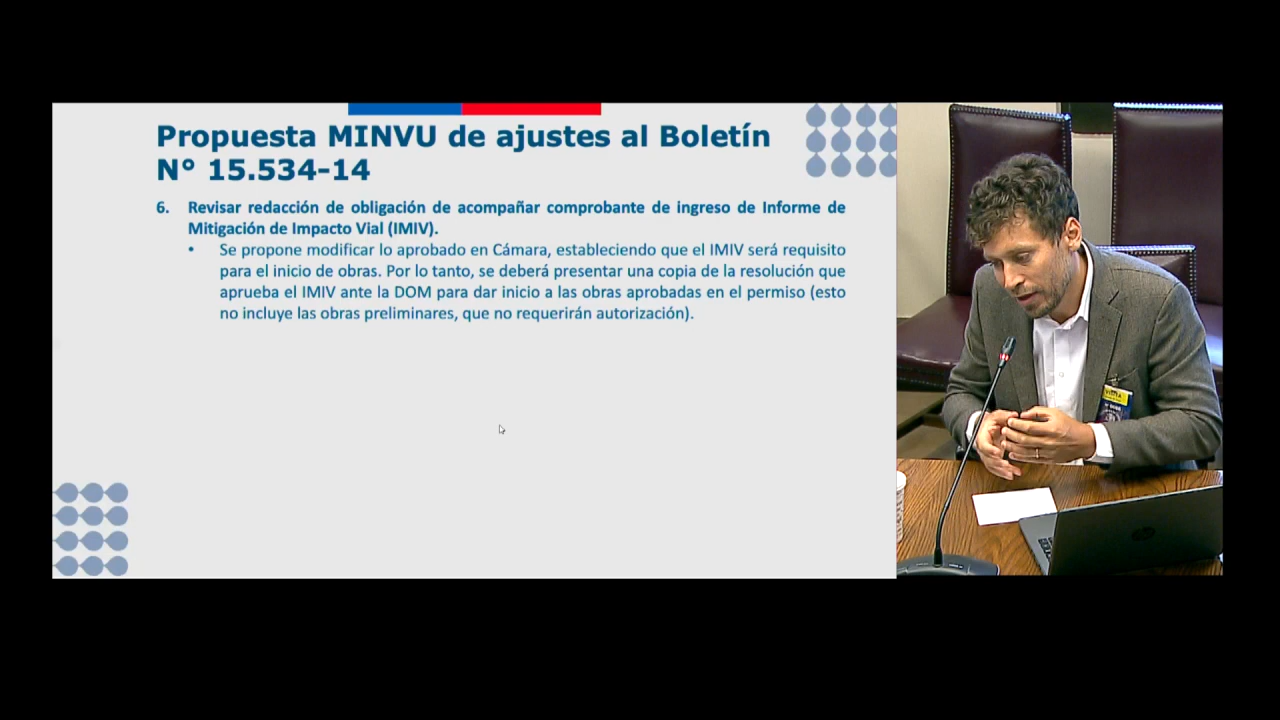 Propuesta MINVU de ajustes al Boletín
N° 15.534-14
6. Revisar redacción de obligación de acompañar comprobante de ingreso de Informe de
Mitigación de Impacto Vial (IMIV).
• Se propone modificar lo aprobado en Cámara, estableciendo que el IMIV será requisito
para el inicio de obras. Por lo tanto, se deberá presentar una copia de la resolución que
aprueba el IMIV ante la DOM para dar inicio a las obras aprobadas en el permiso (esto
no incluye las obras preliminares, que no requerirán autorización).